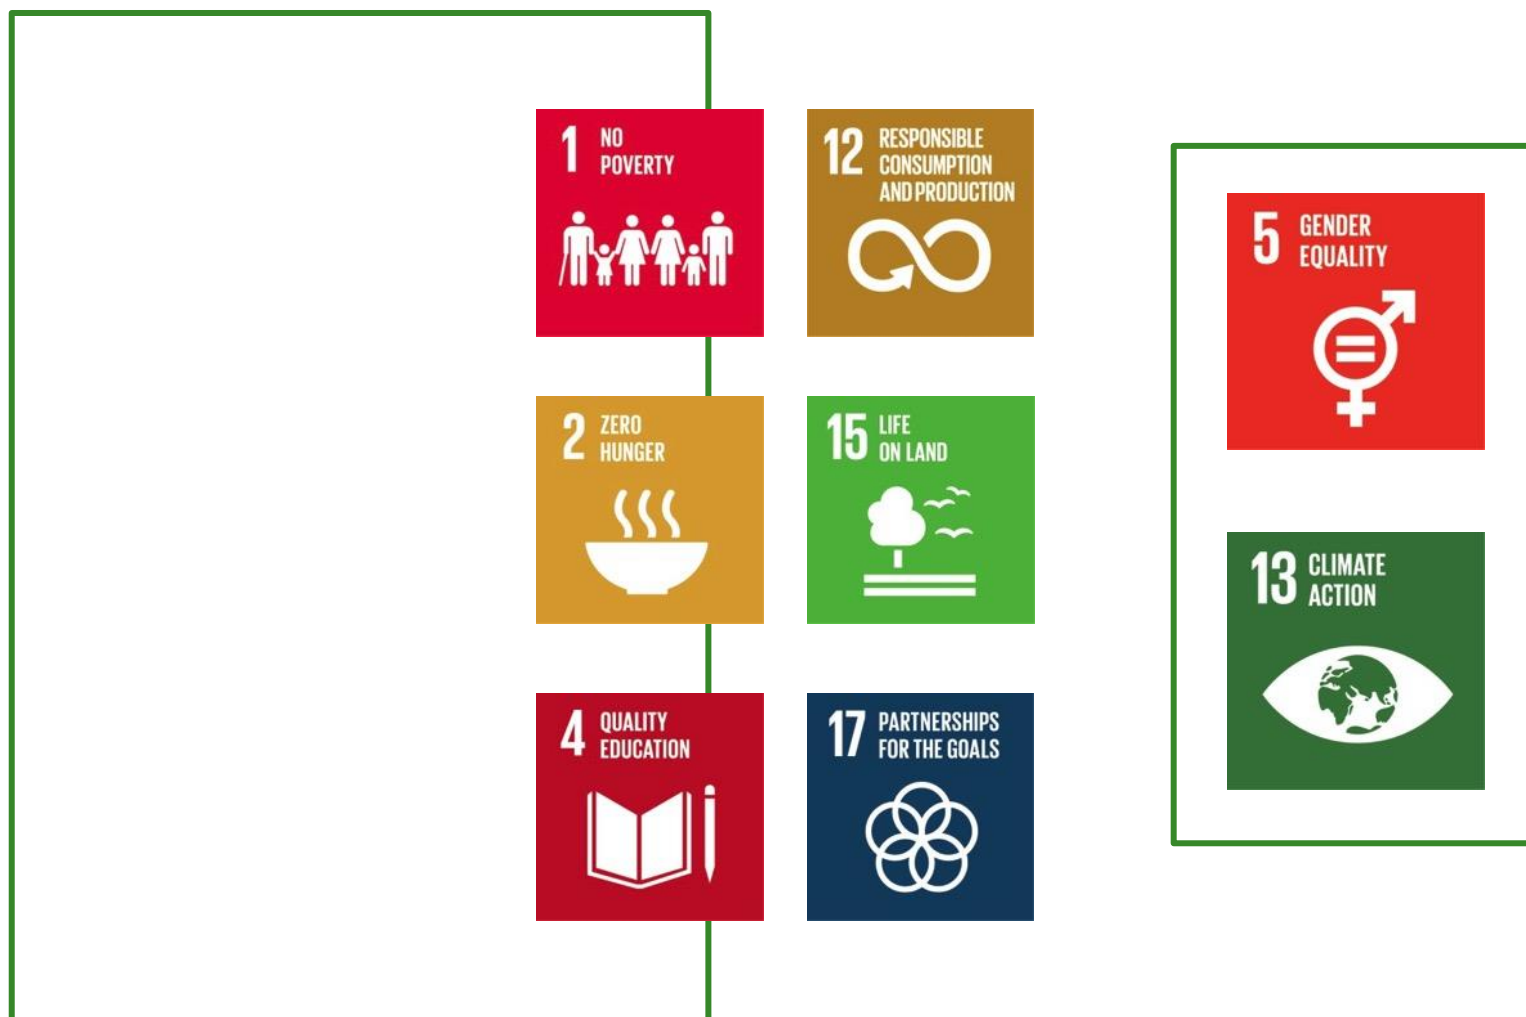 1 NO
POVERTY
12 RESPONSIBLE
CONSUMPTION
AND PRODUCTION
2 ZERO
HUNGER
15 LIFE
ON LAND
4 QUALITY
EDUCATION
17 PARTNERSHIPS
FOR THE GOALS
5 GENDER
EQUALITY
13 CLIMATE
ACTION